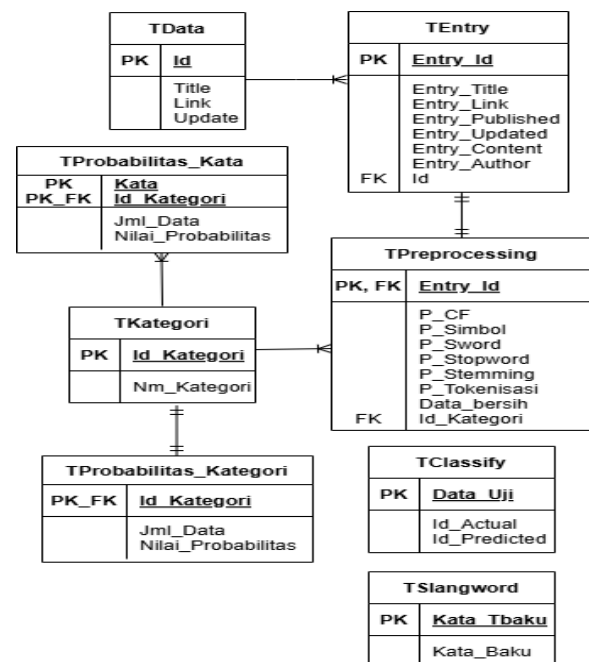 TData
PK Id
Title
Link
Update
TEntry
PK Entry_Id
Entry_Title
Entry_Link
Entry_Published
Entry_Updated
Entry_Content
Entry_Author
FK Id
TProbabilitas_Kata
PK Kata
PK_FK Id_Kategori
Jml_Data
Nilai_Probabilitas
TPreprocessing
PK, FK Entry_Id
P_CF
P_Simbol
P_Sword
P_Stopword
P_Stemming
P_Tokenisasi
Data_bersih
FK Id_Kategori
TKategori
PK Id_Kategori
Nm_Kategori
TProbabilitas_Kategori
PK_FK Id_Kategori
Jml_Data
Nilai_Probabilitas
TClassify
PK Data_Uji
Id_Actual
Id_Predicted
TSlangword
PK Kata_Tbaku
Kata_Baku